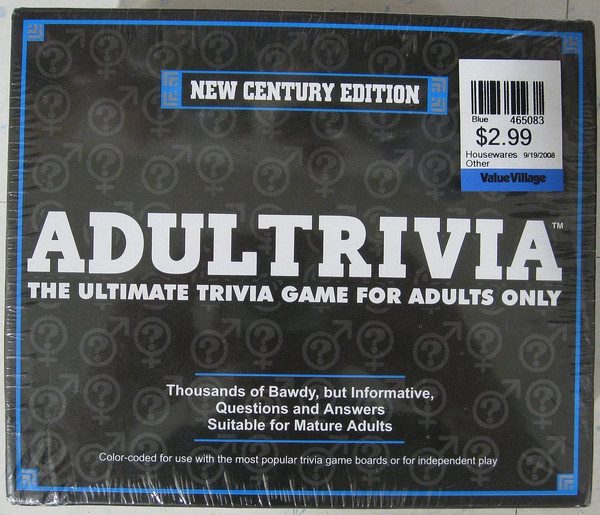 NEW CENTURY EDITION
Blue 465083
$2.99
Housewares 9/19/2008
Other
ValueVillage
ADULTRIVIA™
THE ULTIMATE TRIVIA GAME FOR ADULTS ONLY
Thousands of Bawdy, but Informative,
Questions and Answers
Suitable for Mature Adults
Color-coded for use with the most popular trivia game boards or for independent play